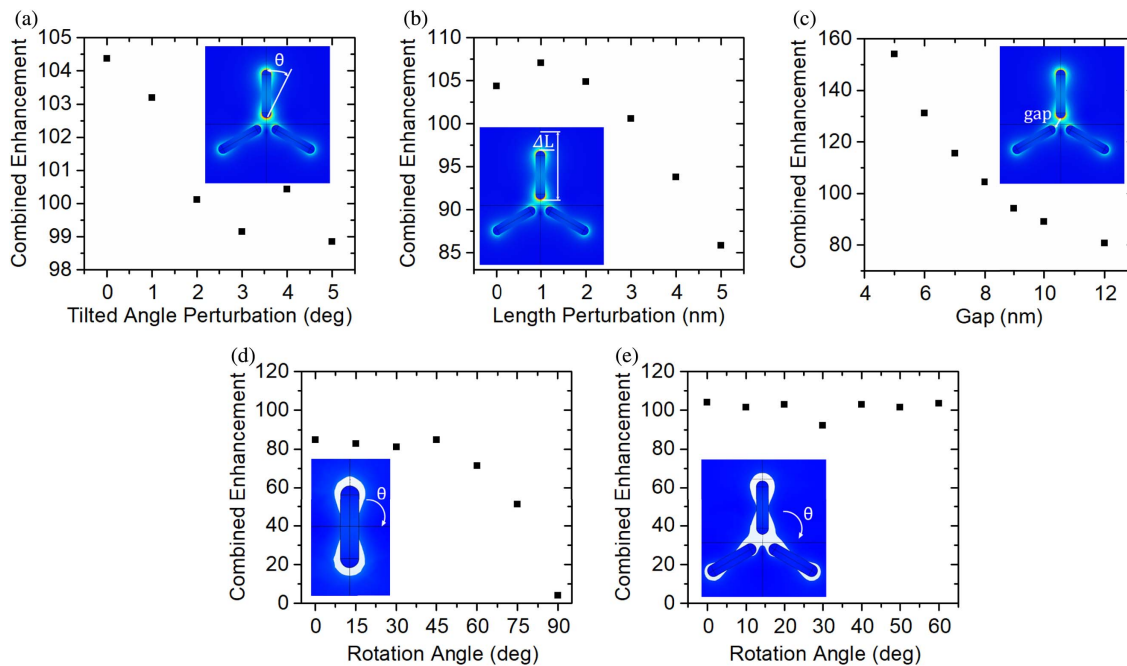 (a)
105
104
103
102
101
100
99
98
Combined Enhancement
θ
0 1 2 3 4 5
Tilted Angle Perturbation (deg)
(b)
110
105
100
95
90
85
Combined Enhancement
ΔL
0 1 2 3 4 5
Length Perturbation (nm)
(c)
160
140
120
100
80
Combined Enhancement
gap
4 6 8 10 12
Gap (nm)
(d)
120
100
80
60
40
20
0
Combined Enhancement
θ
0 15 30 45 60 75 90
Rotation Angle (deg)
(e)
120
100
80
60
40
20
0
Combined Enhancement
θ
0 10 20 30 40 50 60
Rotation Angle (deg)